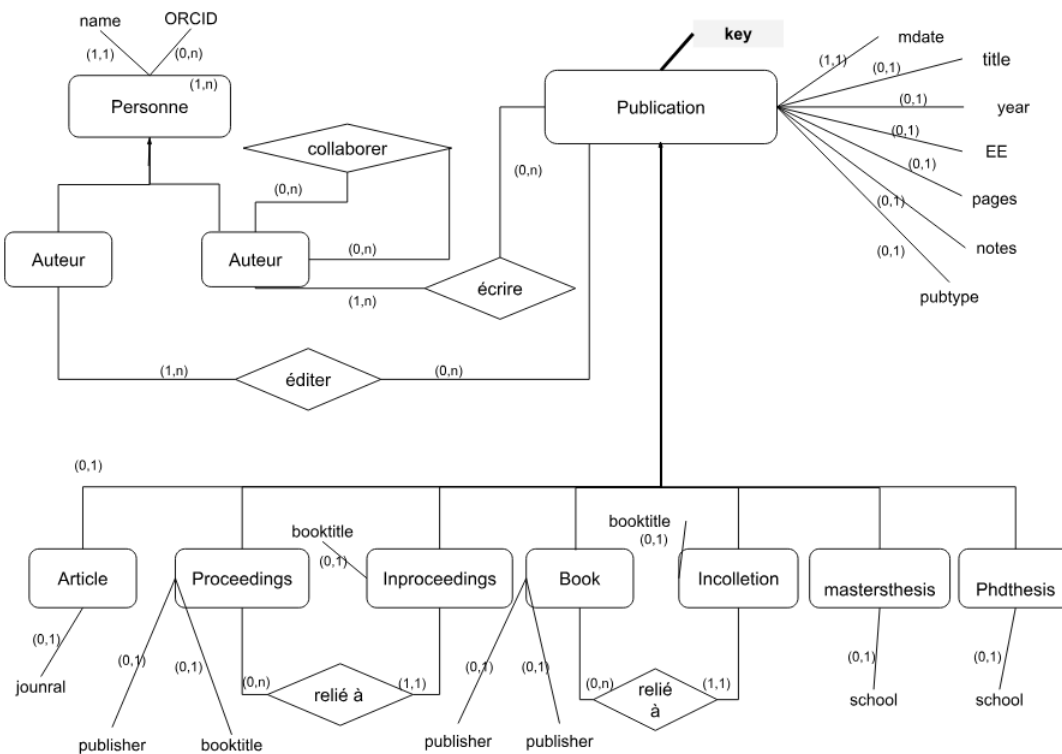 name
ORCID
(1,1)
(0,n)
(1,n)
Personne
key
Publication
mdate
(1,1)
title
(0,1)
year
(0,1)
EE
(0,1)
pages
(0,1)
notes
(0,1)
pubtype
(0,1)
collaborer
(0,n)
(0,n)
(0,n)
Auteur
Auteur
écrire
(1,n)
éditer
(1,n)
(0,n)
(0,1)
booktitle
(0,1)
booktitle
(0,1)
Article
Proceedings
Inproceedings
Book
Incolletion
mastersthesis
Phdthesis
(0,1)
jounral
(0,1)
(0,1)
(0,n)
relié à
(1,1)
publisher
booktitle
(0,1)
(0,1)
(0,n)
relié
à
(1,1)
publisher
publisher
(0,1)
school
(0,1)
school